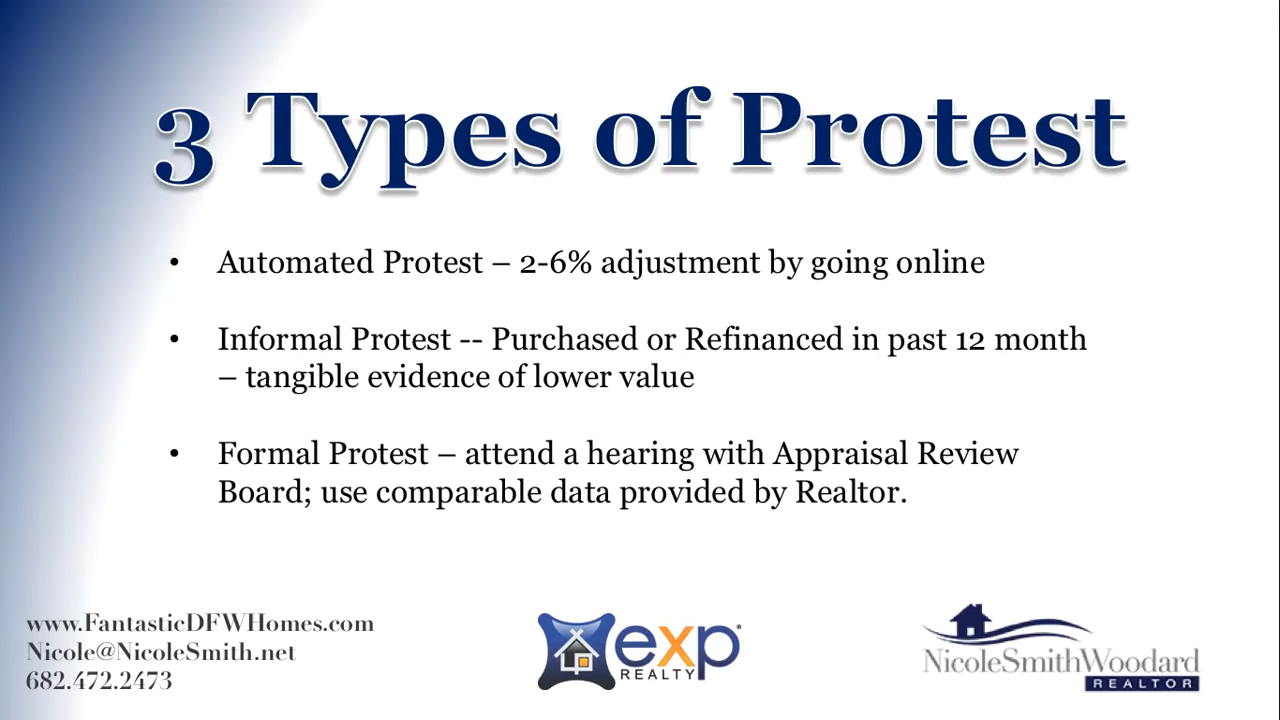 3 Types of Protest
• Automated Protest – 2-6% adjustment by going online
• Informal Protest -- Purchased or Refinanced in past 12 month
– tangible evidence of lower value
• Formal Protest – attend a hearing with Appraisal Review
Board; use comparable data provided by Realtor.
www.FantasticDFWHomes.com
Nicole@NicoleSmith.net
682.472.2473
exp
REALTY
NicoleSmithWoodard
REALTOR